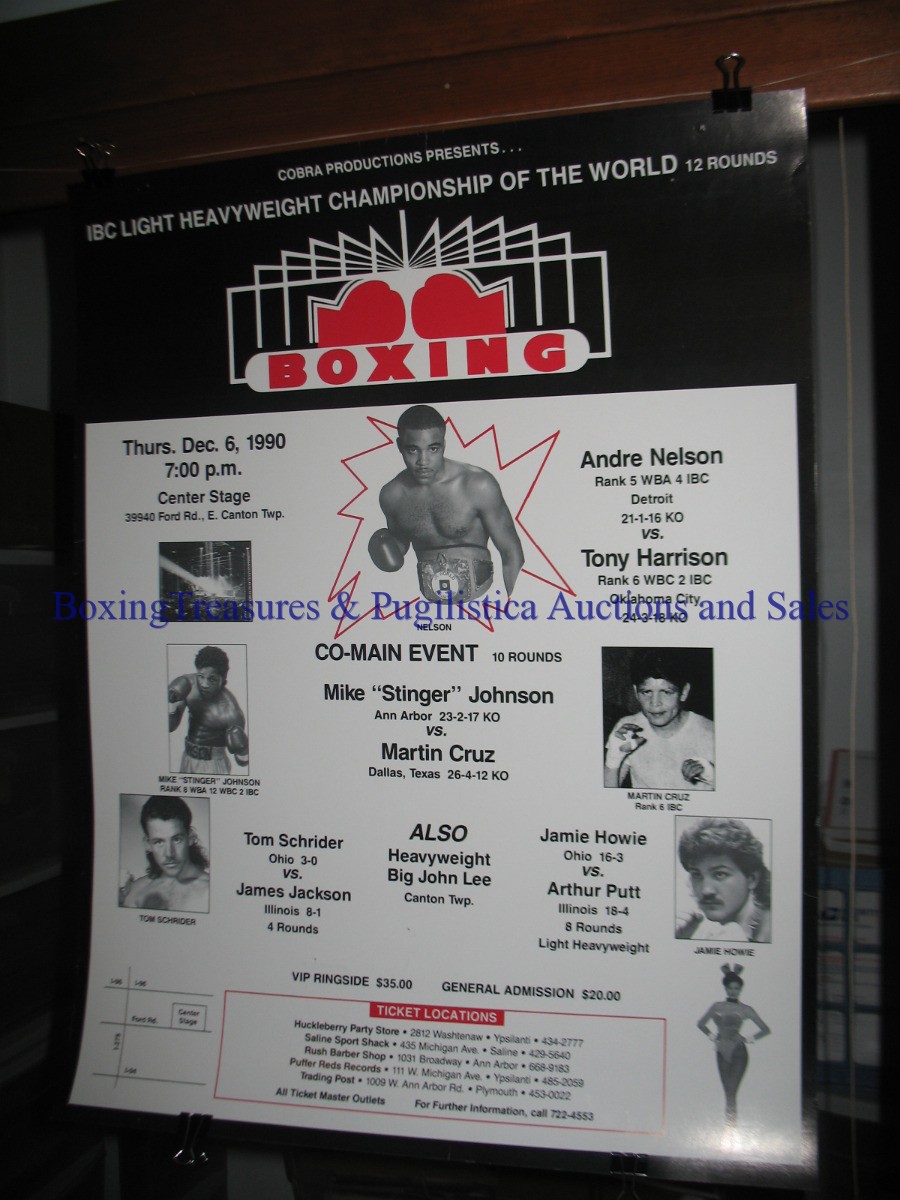 COBRA PRODUCTIONS PRESENTS...
IBC LIGHT HEAVYWEIGHT CHAMPIONSHIP OF THE WORLD 12 ROUNDS
BOXING
Thurs. Dec. 6, 1990
7:00 p.m.
Center Stage
39940 Ford Rd., E. Canton Twp.
NELSON
Andre Nelson
Rank 5 WBA 4 IBC
Detroit
21-1-16 KO
VS.
Tony Harrison
Rank 6 WBC 2 IBC
Oklahoma City
24-3-18 KO
BoxingTreasures & Pugilistica Auctions and Sales
CO-MAIN EVENT 10 ROUNDS
Mike "Stinger" Johnson
Ann Arbor 23-2-17 KO
VS.
Martin Cruz
Dallas, Texas 26-4-12 KO
MIKE "STINGER" JOHNSON
RANK 8 WBA 12 WBC 2 IBC
MARTIN CRUZ
Rank 6 IBC
TOM SCHRIDER
Tom Schrider
Ohio 3-0
VS.
James Jackson
Illinois 8-1
4 Rounds
ALSO
Heavyweight
Big John Lee
Canton Twp.
Jamie Howie
Ohio 16-3
VS.
Arthur Putt
Illinois 18-4
8 Rounds
Light Heavyweight
JAMIE HOWIE
VIP RINGSIDE $35.00 GENERAL ADMISSION $20.00
I-96 I-96
Ford Rd.
Center
Stage
I-275
TICKET LOCATIONS
Huckleberry Party Store • 2812 Washtenaw • Ypsilanti • 434-2777
Saline Sport Shack • 435 Michigan Ave. • Saline • 429-5640
Rush Barber Shop • 1031 Broadway • Ann Arbor • 668-9183
Puffer Reds Records • 111 W. Michigan Ave. • Ypsilanti • 485-2059
Trading Post • 1009 W. Ann Arbor Rd. • Plymouth • 453-0022
All Ticket Master Outlets For Further Information, call 722-4553